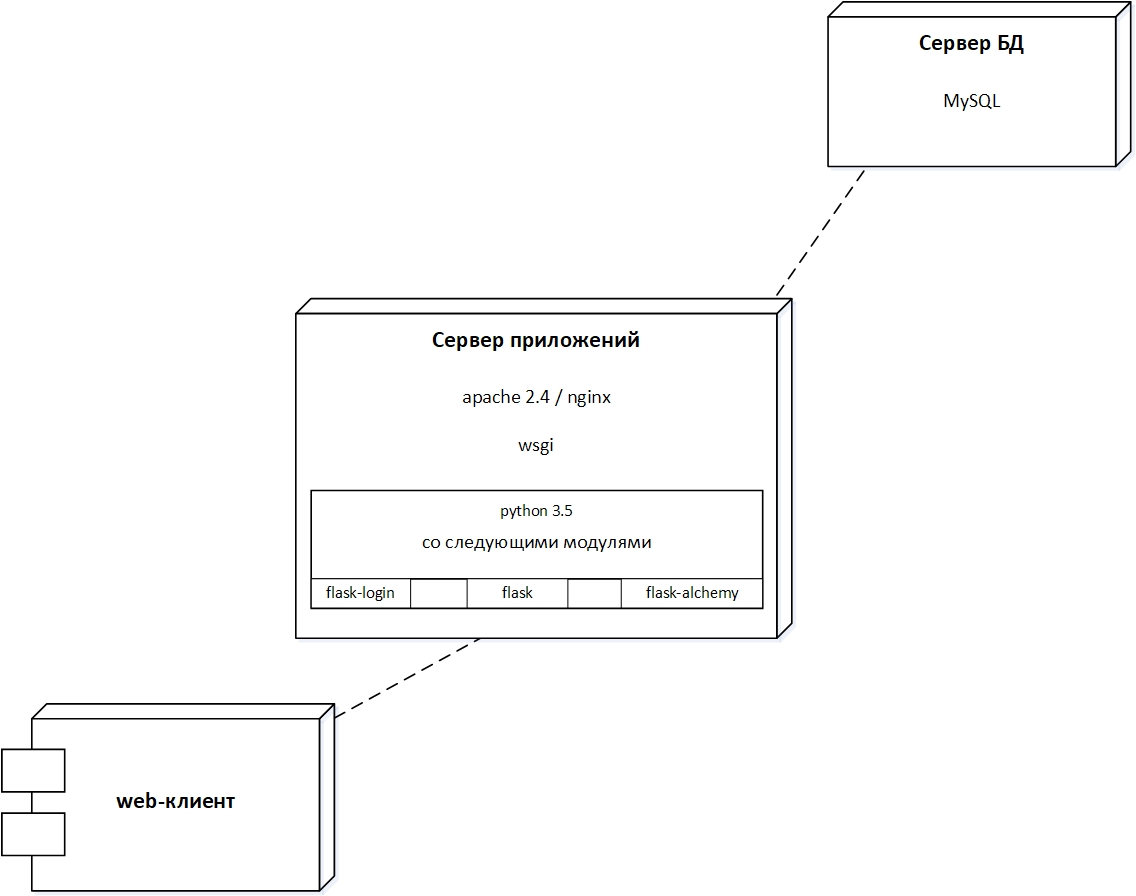 Сервер БД
MySQL
Сервер приложений
apache 2.4 / nginx
wsgi
python 3.5
со следующими модулями
flask-login
flask
flask-alchemy
web-клиент